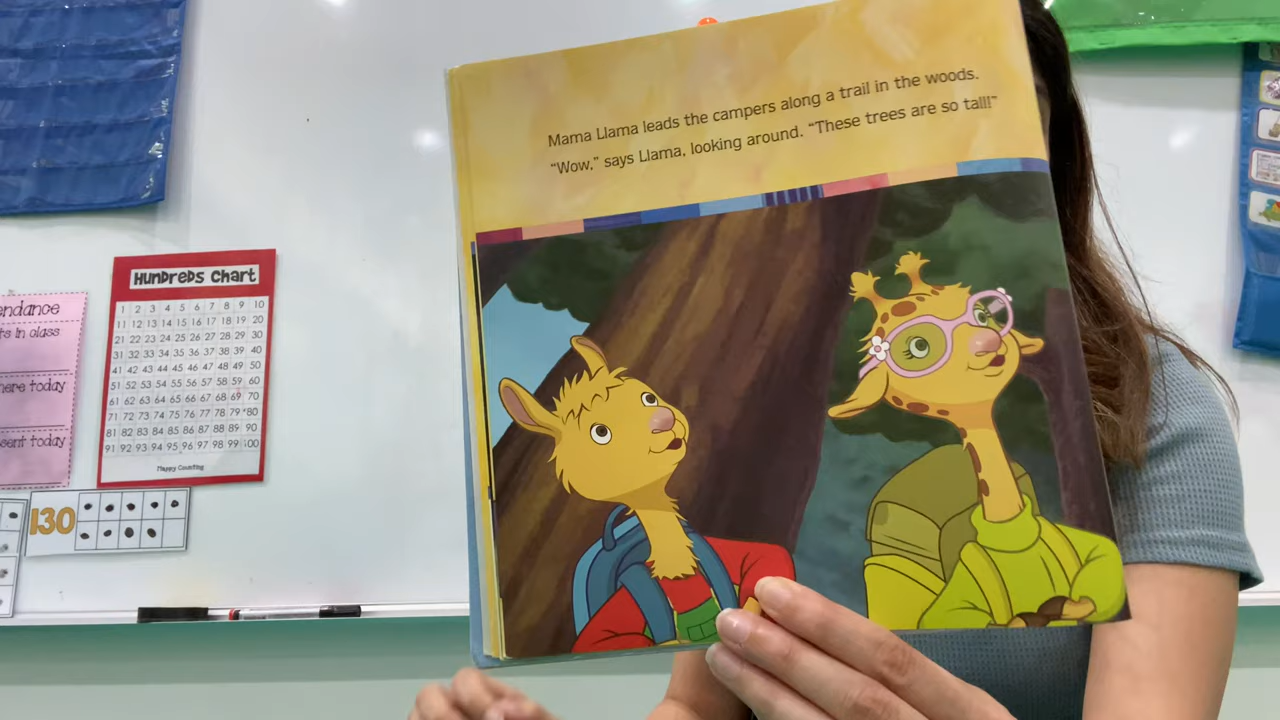 Mama Llama leads the campers along a trail in the woods.
"Wow," says Llama, looking around. "These trees are so tall!"
Hundreds Chart
1 2 3 4 5 6 7 8 9 10
11 12 13 14 15 16 17 18 19 20
21 22 23 24 25 26 27 28 29 30
31 32 33 34 35 36 37 38 39 40
41 42 43 44 45 46 47 48 49 50
51 52 53 54 55 56 57 58 59 60
61 62 63 64 65 66 67 68 69 70
71 72 73 74 75 76 77 78 79 80
81 82 83 84 85 86 87 88 89 90
91 92 93 94 95 96 97 98 99 100
Happy Counting
endance
ts in class
here today
sent today
130